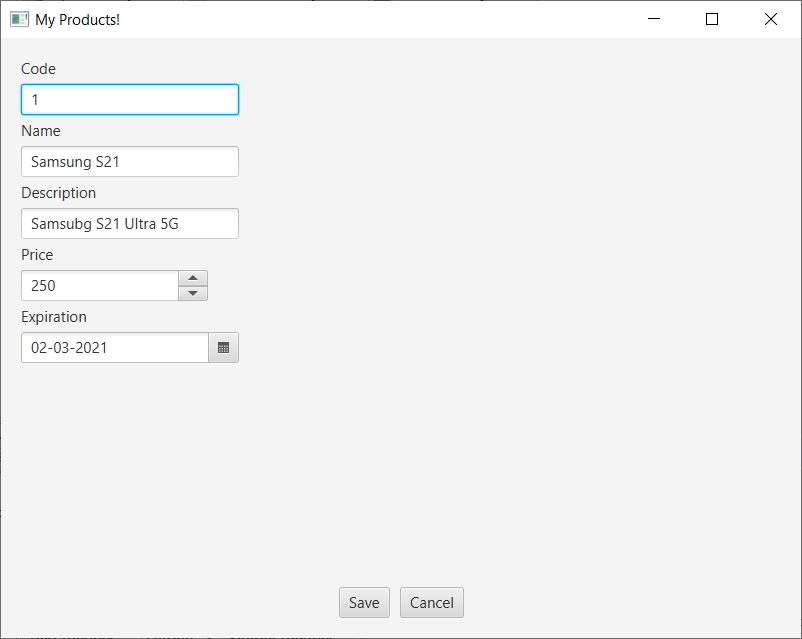 My Products!
Code
1
Name
Samsung S21
Description
Samsubg S21 Ultra 5G
Price
250
Expiration
02-03-2021
Save Cancel